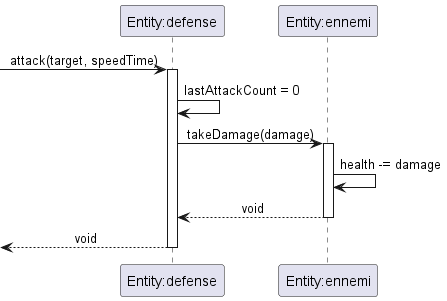 Entity:defense
Entity:ennemi
attack(target, speedTime)
lastAttackCount = 0
takeDamage(damage)
health -= damage
void
void
Entity:defense
Entity:ennemi